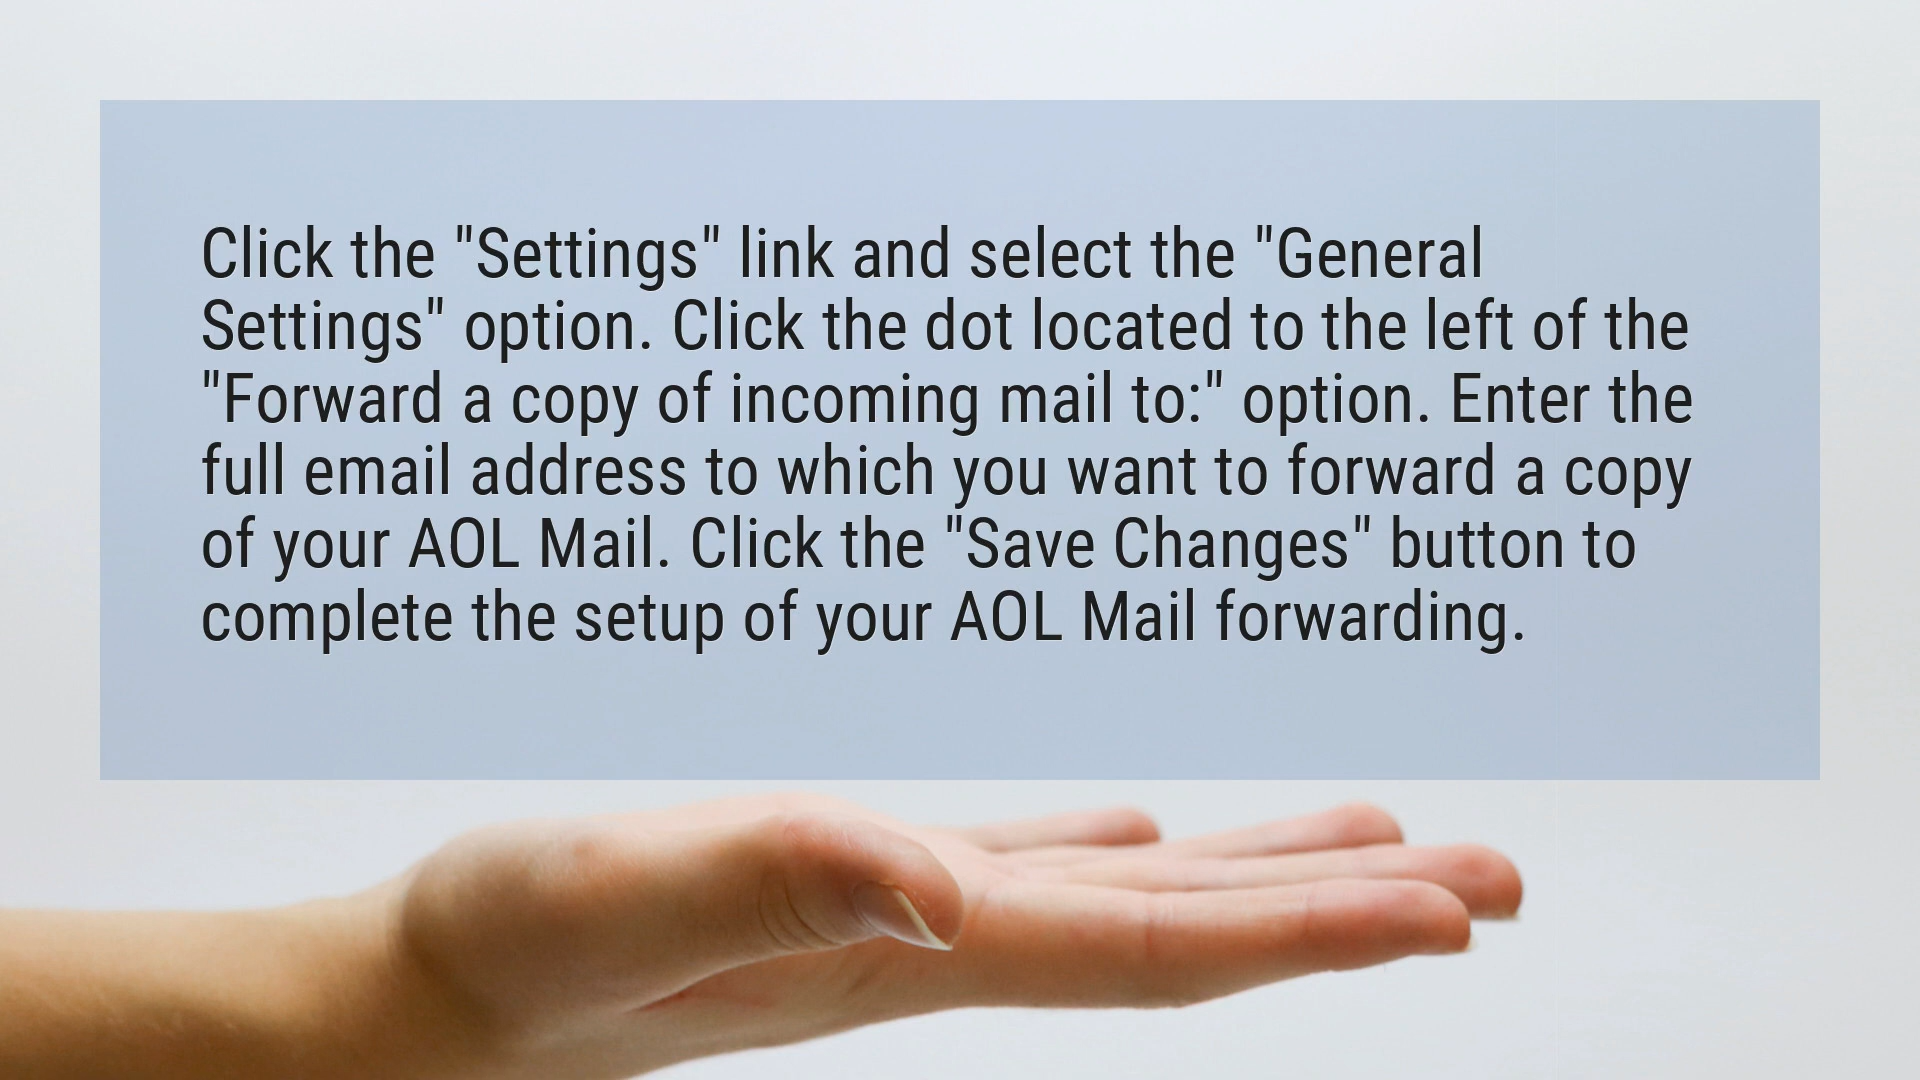 Click the "Settings" link and select the "General
Settings" option. Click the dot located to the left of the
"Forward a copy of incoming mail to:" option. Enter the
full email address to which you want to forward a copy
of your AOL Mail. Click the "Save Changes" button to
complete the setup of your AOL Mail forwarding.